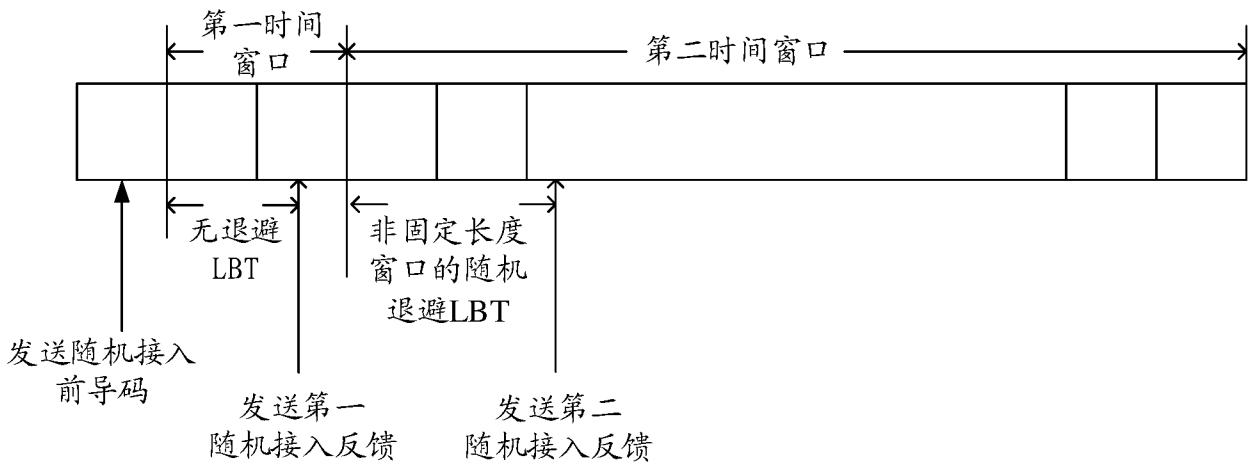 第一时间
窗口
第二时间窗口
无退避
LBT
非固定长度
窗口的随机
退避LBT
发送随机接入
前导码
发送第一
随机接入反馈
发送第二
随机接入反馈